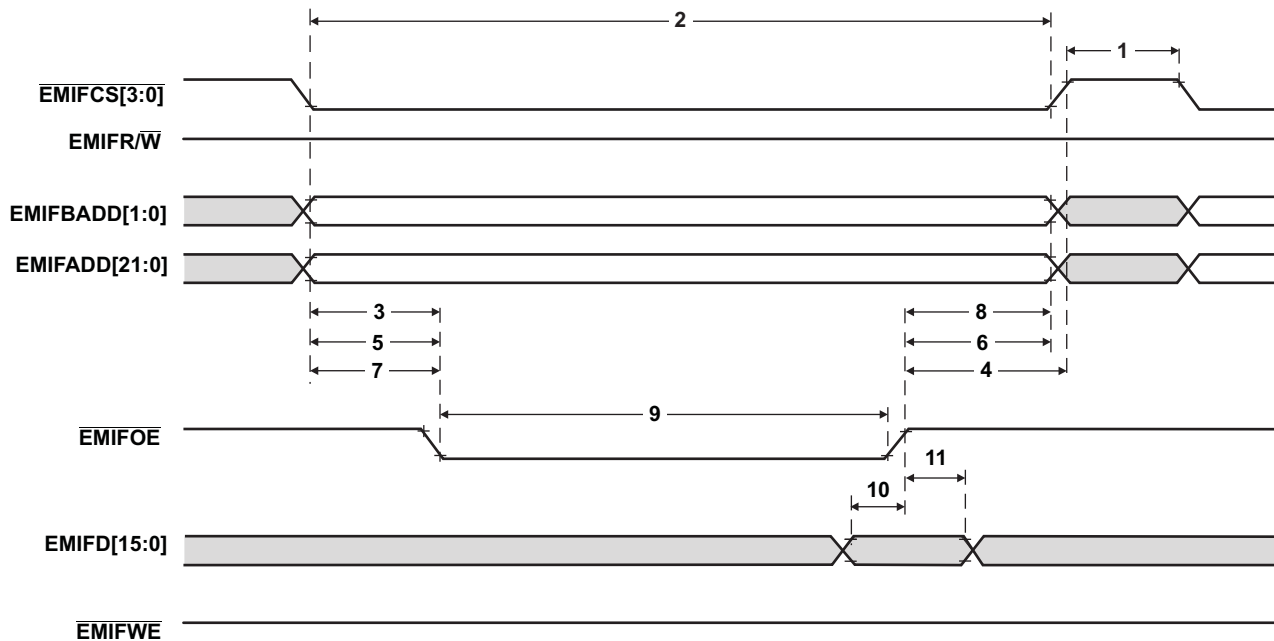 2
1
EMIFCS[3:0]
EMIFR/W
EMIFBADD[1:0]
EMIFADD[21:0]
3
8
5
6
7
4
9
EMIFOE
11
10
EMIFD[15:0]
EMIFWE